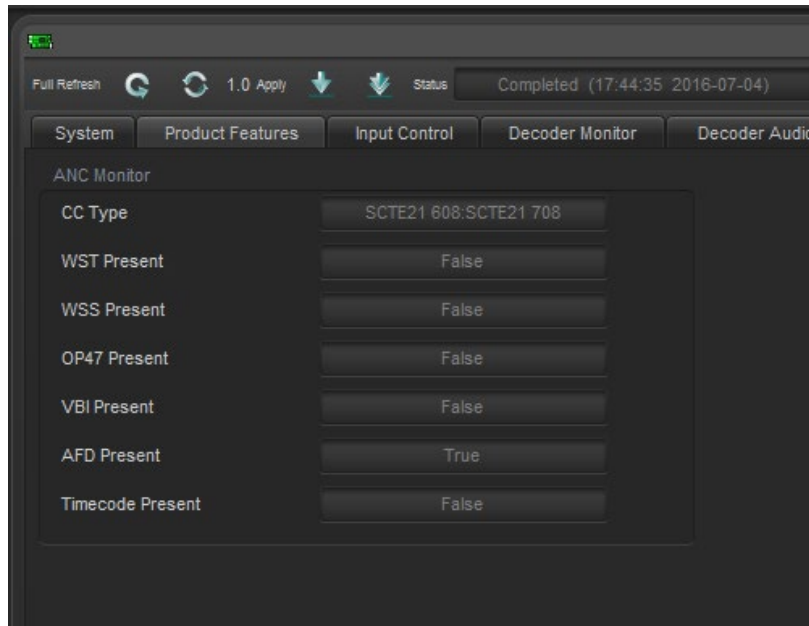 Full Refresh 1.0 Apply Status Completed (17:44:35 2016-07-04)
System Product Features Input Control Decoder Monitor Decoder Audio
ANC Monitor
CC Type SCTE21 608:SCTE21 708
WST Present False
WSS Present False
OP47 Present False
VBI Present False
AFD Present True
Timecode Present False